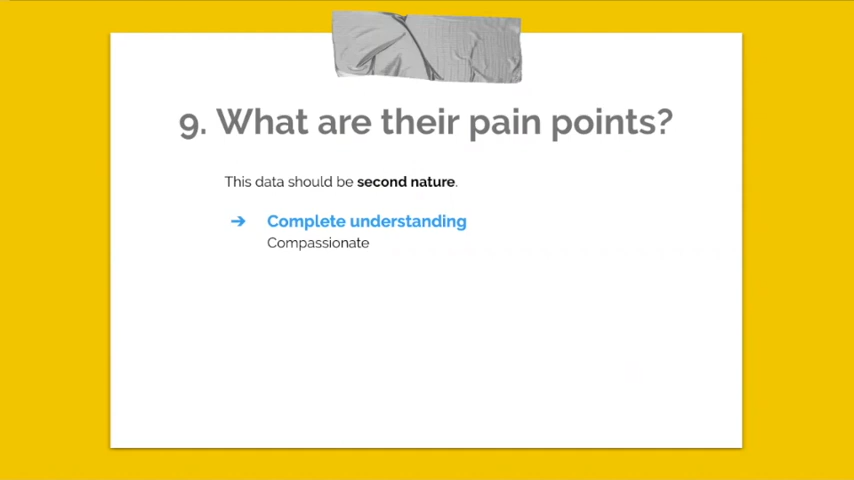 9. What are their pain points?
This data should be second nature.
➔ Complete understanding
Compassionate